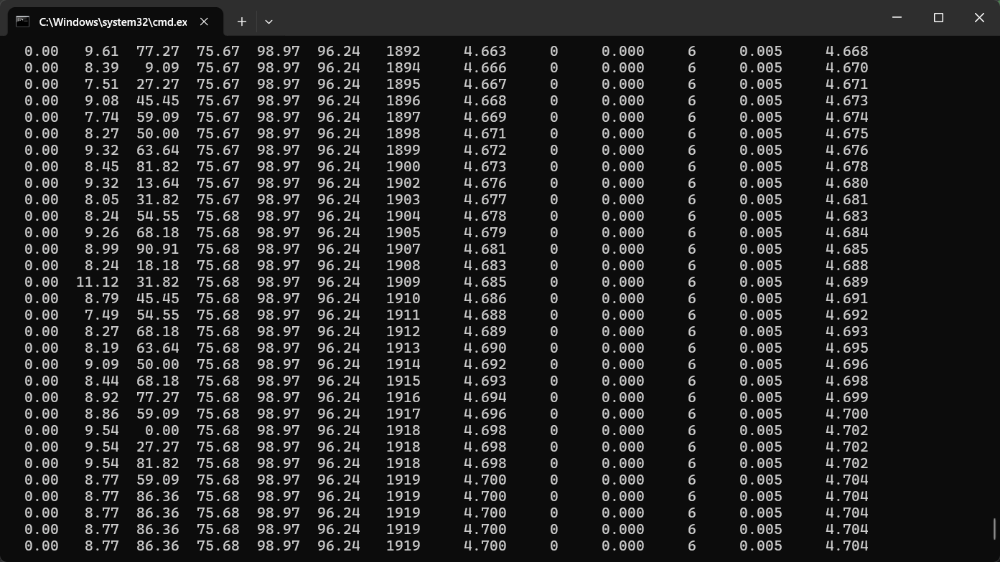 C:\Windows\system32\cmd.ex
0.00 9.61 77.27 75.67 98.97 96.24 1892 4.663 0 0.000 6 0.005 4.668
0.00 8.39 9.09 75.67 98.97 96.24 1894 4.666 0 0.000 6 0.005 4.670
0.00 7.51 27.27 75.67 98.97 96.24 1895 4.667 0 0.000 6 0.005 4.671
0.00 9.08 45.45 75.67 98.97 96.24 1896 4.668 0 0.000 6 0.005 4.673
0.00 7.74 59.09 75.67 98.97 96.24 1897 4.669 0 0.000 6 0.005 4.674
0.00 8.27 50.00 75.67 98.97 96.24 1898 4.671 0 0.000 6 0.005 4.675
0.00 9.32 63.64 75.67 98.97 96.24 1899 4.672 0 0.000 6 0.005 4.676
0.00 8.45 81.82 75.67 98.97 96.24 1900 4.673 0 0.000 6 0.005 4.678
0.00 9.32 13.64 75.67 98.97 96.24 1902 4.676 0 0.000 6 0.005 4.680
0.00 8.05 31.82 75.67 98.97 96.24 1903 4.677 0 0.000 6 0.005 4.681
0.00 8.24 54.55 75.68 98.97 96.24 1904 4.678 0 0.000 6 0.005 4.683
0.00 9.26 68.18 75.68 98.97 96.24 1905 4.679 0 0.000 6 0.005 4.684
0.00 8.99 90.91 75.68 98.97 96.24 1907 4.681 0 0.000 6 0.005 4.685
0.00 8.24 18.18 75.68 98.97 96.24 1908 4.683 0 0.000 6 0.005 4.688
0.00 11.12 31.82 75.68 98.97 96.24 1909 4.685 0 0.000 6 0.005 4.689
0.00 8.79 45.45 75.68 98.97 96.24 1910 4.686 0 0.000 6 0.005 4.691
0.00 7.49 54.55 75.68 98.97 96.24 1911 4.688 0 0.000 6 0.005 4.692
0.00 8.27 68.18 75.68 98.97 96.24 1912 4.689 0 0.000 6 0.005 4.693
0.00 8.19 63.64 75.68 98.97 96.24 1913 4.690 0 0.000 6 0.005 4.695
0.00 9.09 50.00 75.68 98.97 96.24 1914 4.692 0 0.000 6 0.005 4.696
0.00 8.44 68.18 75.68 98.97 96.24 1915 4.693 0 0.000 6 0.005 4.698
0.00 8.92 77.27 75.68 98.97 96.24 1916 4.694 0 0.000 6 0.005 4.699
0.00 8.86 59.09 75.68 98.97 96.24 1917 4.696 0 0.000 6 0.005 4.700
0.00 9.54 0.00 75.68 98.97 96.24 1918 4.698 0 0.000 6 0.005 4.702
0.00 9.54 27.27 75.68 98.97 96.24 1918 4.698 0 0.000 6 0.005 4.702
0.00 9.54 81.82 75.68 98.97 96.24 1918 4.698 0 0.000 6 0.005 4.702
0.00 8.77 59.09 75.68 98.97 96.24 1919 4.700 0 0.000 6 0.005 4.704
0.00 8.77 86.36 75.68 98.97 96.24 1919 4.700 0 0.000 6 0.005 4.704
0.00 8.77 86.36 75.68 98.97 96.24 1919 4.700 0 0.000 6 0.005 4.704
0.00 8.77 86.36 75.68 98.97 96.24 1919 4.700 0 0.000 6 0.005 4.704
0.00 8.77 86.36 75.68 98.97 96.24 1919 4.700 0 0.000 6 0.005 4.704